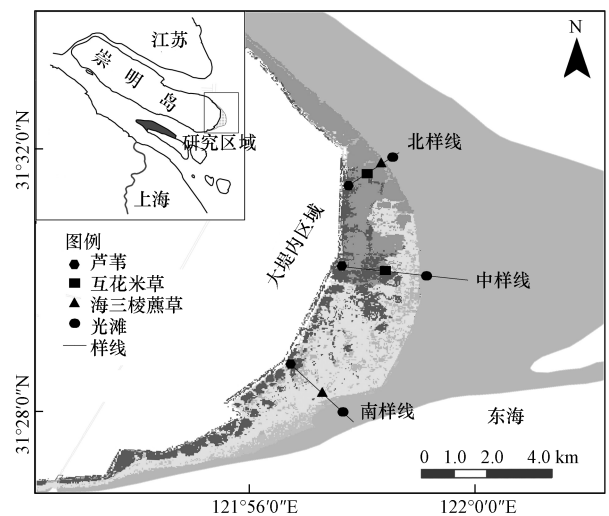 江苏
N
崇明岛
研究区域
上海
北样线
31°32′0″N
大堤内区域
图例
芦苇
互花米草
海三棱藨草
光滩
样线
中样线
南样线
31°28′0″N
东海
0 1.0 2.0 4.0 km
121°56′0″E
122°0′E